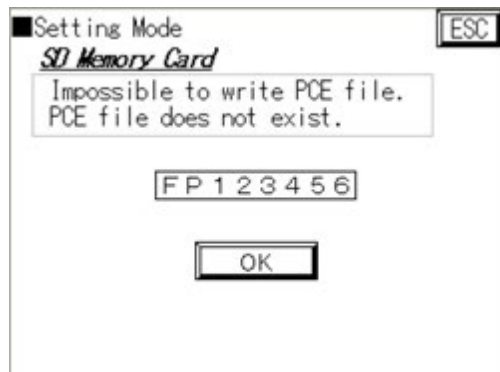 ■Setting Mode
ESC
SD Memory Card
Impossible to write PCE file.
PCE file does not exist.
FP123456
OK